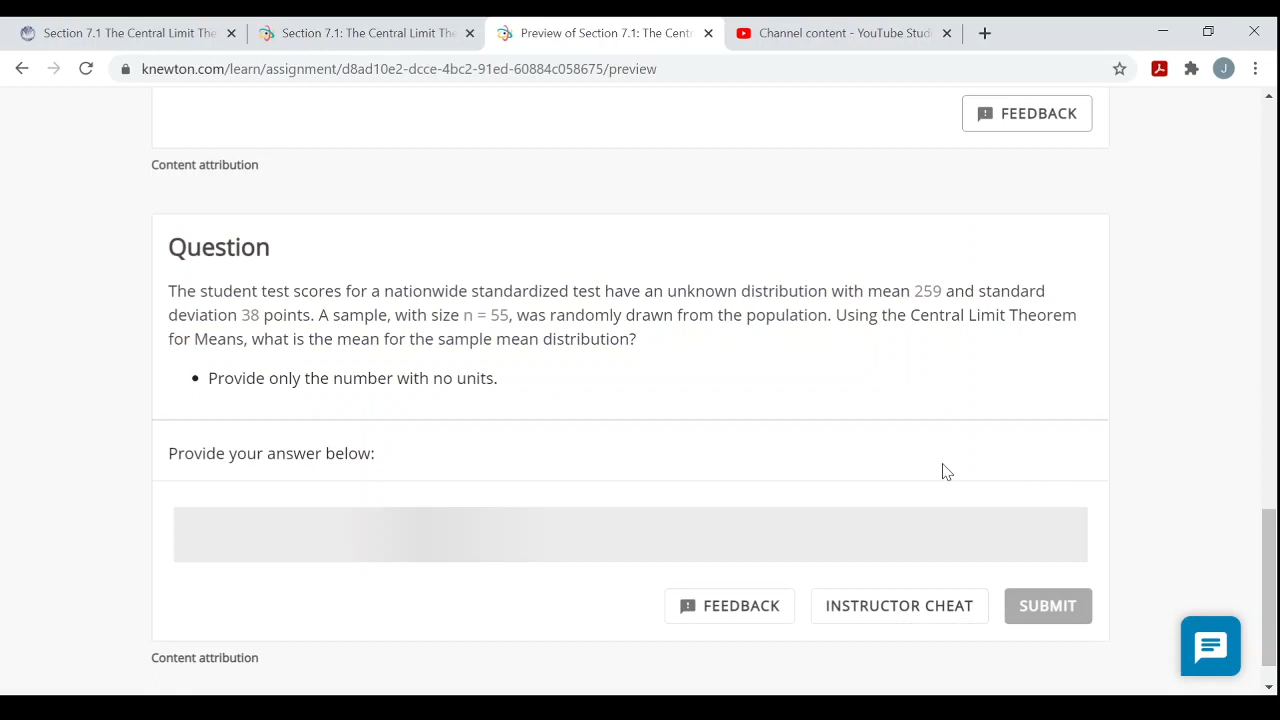 Section 7.1 The Central Limit The
Section 7.1: The Central Limit The
Preview of Section 7.1: The Centr
Channel content - YouTube Studi
knewton.com/learn/assignment/d8ad10e2-dcce-4bc2-91ed-60884c058675/preview
J
FEEDBACK
Content attribution
Question
The student test scores for a nationwide standardized test have an unknown distribution with mean 259 and standard
deviation 38 points. A sample, with size n = 55, was randomly drawn from the population. Using the Central Limit Theorem
for Means, what is the mean for the sample mean distribution?
• Provide only the number with no units.
Provide your answer below:
FEEDBACK
INSTRUCTOR CHEAT
SUBMIT
Content attribution